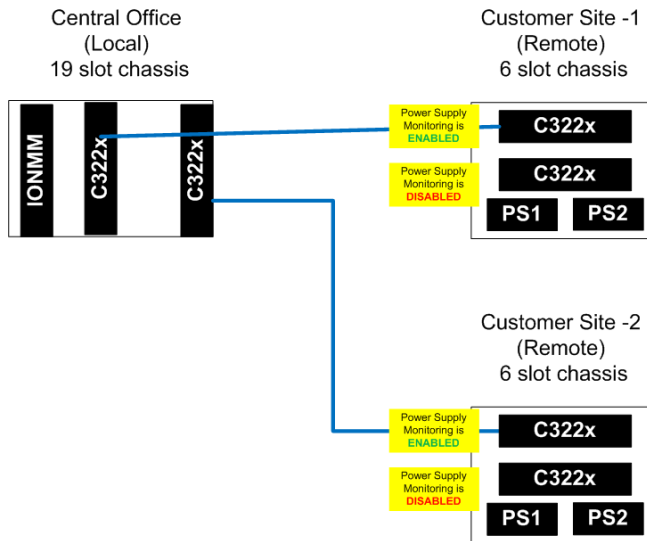 Central Office
(Local)
19 slot chassis
IONMM
C322x
C322x
Customer Site -1
(Remote)
6 slot chassis
Power Supply
Monitoring is
ENABLED
C322x
Power Supply
Monitoring is
DISABLED
C322x
PS1 PS2
Customer Site -2
(Remote)
6 slot chassis
Power Supply
Monitoring is
ENABLED
C322x
Power Supply
Monitoring is
DISABLED
C322x
PS1 PS2